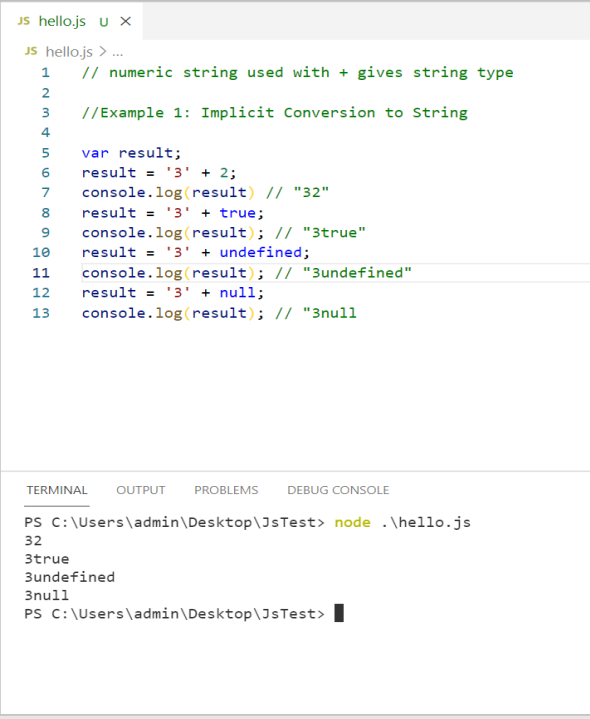 JS hello.js U ×
JS hello.js > ...
1 // numeric string used with + gives string type
2
3 //Example 1: Implicit Conversion to String
4
5 var result;
6 result = '3' + 2;
7 console.log(result) // "32"
8 result = '3' + true;
9 console.log(result); // "3true"
10 result = '3' + undefined;
11 console.log(result); // "3undefined"
12 result = '3' + null;
13 console.log(result); // "3null
TERMINAL OUTPUT PROBLEMS DEBUG CONSOLE
PS C:\Users\admin\Desktop\JsTest> node .\hello.js
32
3true
3undefined
3null
PS C:\Users\admin\Desktop\JsTest>